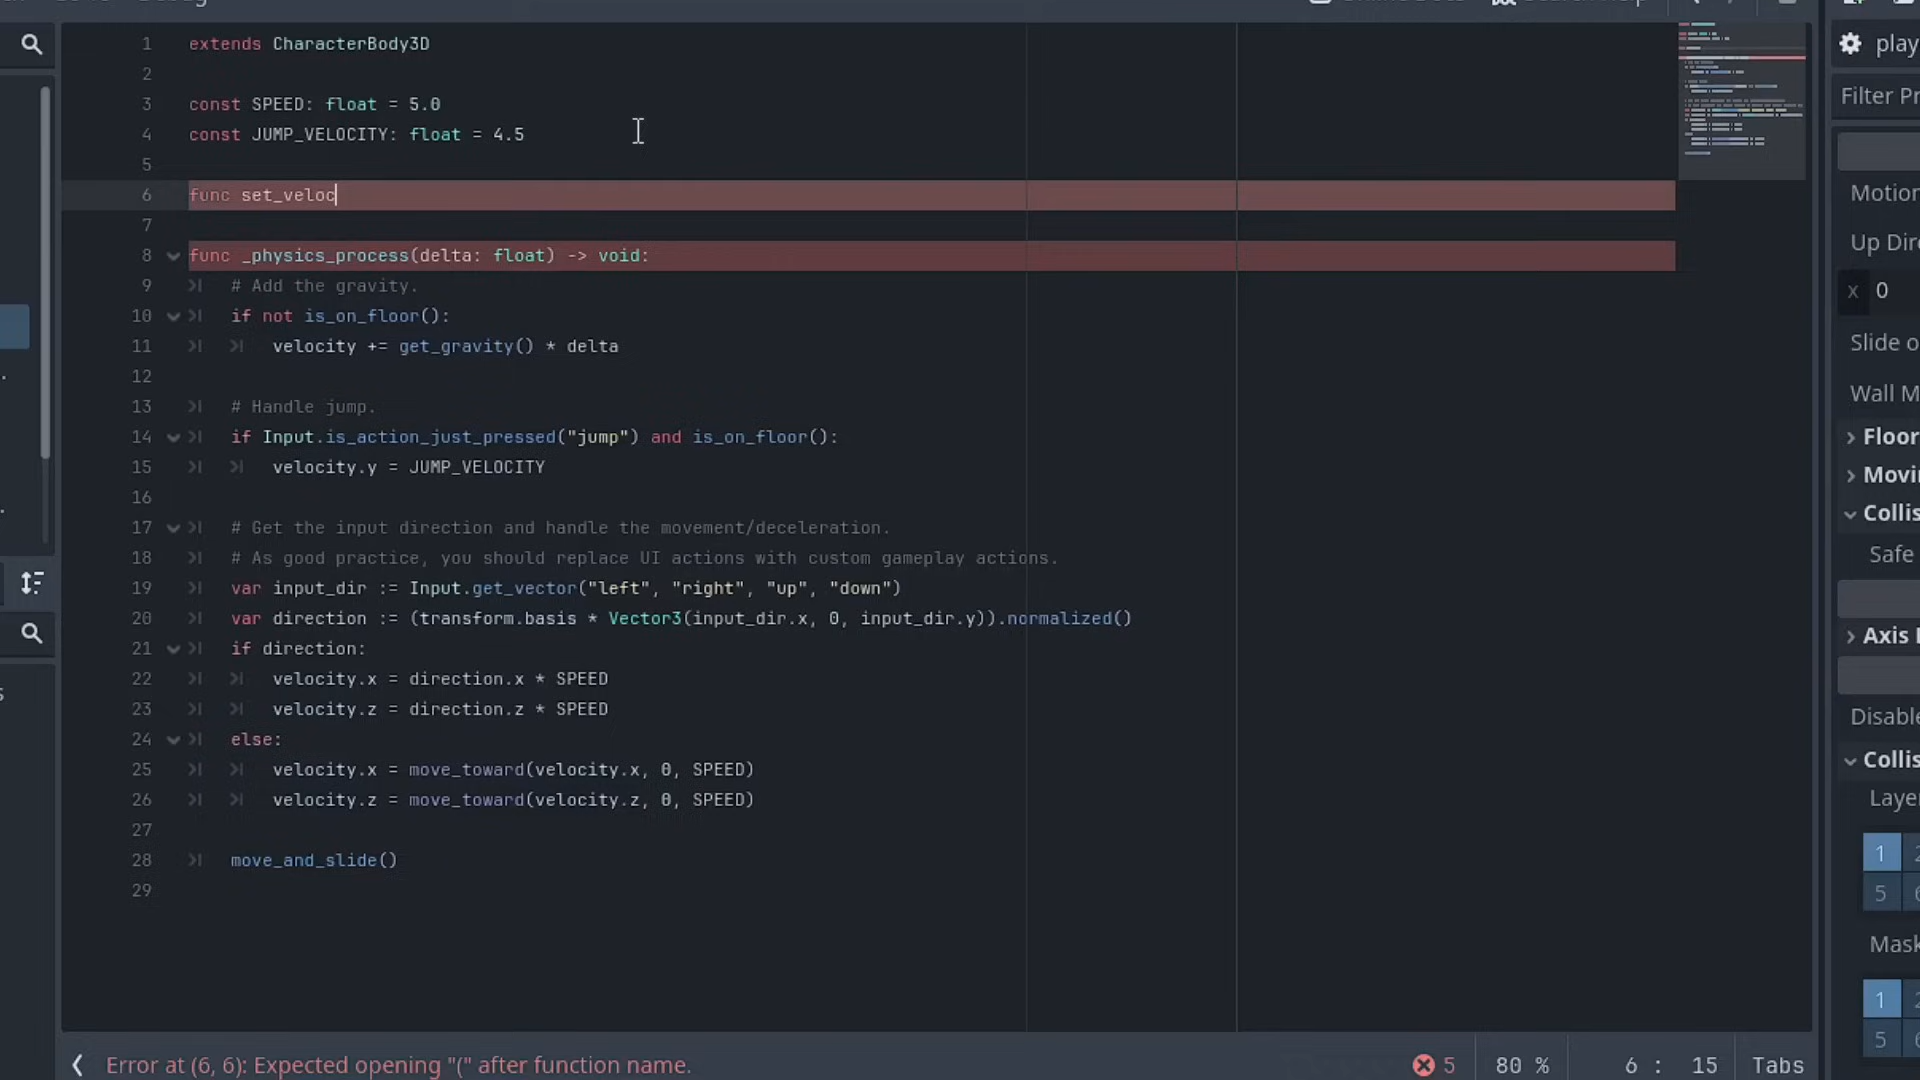 play
Filter Pr
1 extends CharacterBody3D
2
3 const SPEED: float = 5.0
4 const JUMP_VELOCITY: float = 4.5
5
6 func set_veloc
7
8 func _physics_process(delta: float) -> void:
9 # Add the gravity.
10 if not is_on_floor():
11 velocity += get_gravity() * delta
12
13 # Handle jump.
14 if Input.is_action_just_pressed("jump") and is_on_floor():
15 velocity.y = JUMP_VELOCITY
16
17 # Get the input direction and handle the movement/deceleration.
18 # As good practice, you should replace UI actions with custom gameplay actions.
19 var input_dir := Input.get_vector("left", "right", "up", "down")
20 var direction := (transform.basis * Vector3(input_dir.x, 0, input_dir.y)).normalized()
21 if direction:
22 velocity.x = direction.x * SPEED
23 velocity.z = direction.z * SPEED
24 else:
25 velocity.x = move_toward(velocity.x, 0, SPEED)
26 velocity.z = move_toward(velocity.z, 0, SPEED)
27
28 move_and_slide()
29
Motion
Up Dire
x 0
Slide o
Wall M
Floor
Movi
Collis
Safe
Axis L
Disable
Collis
Layer
1 2
5 6
Mask
1 2
5 6
Error at (6, 6): Expected opening "(" after function name.
5
80 %
6 : 15
Tabs